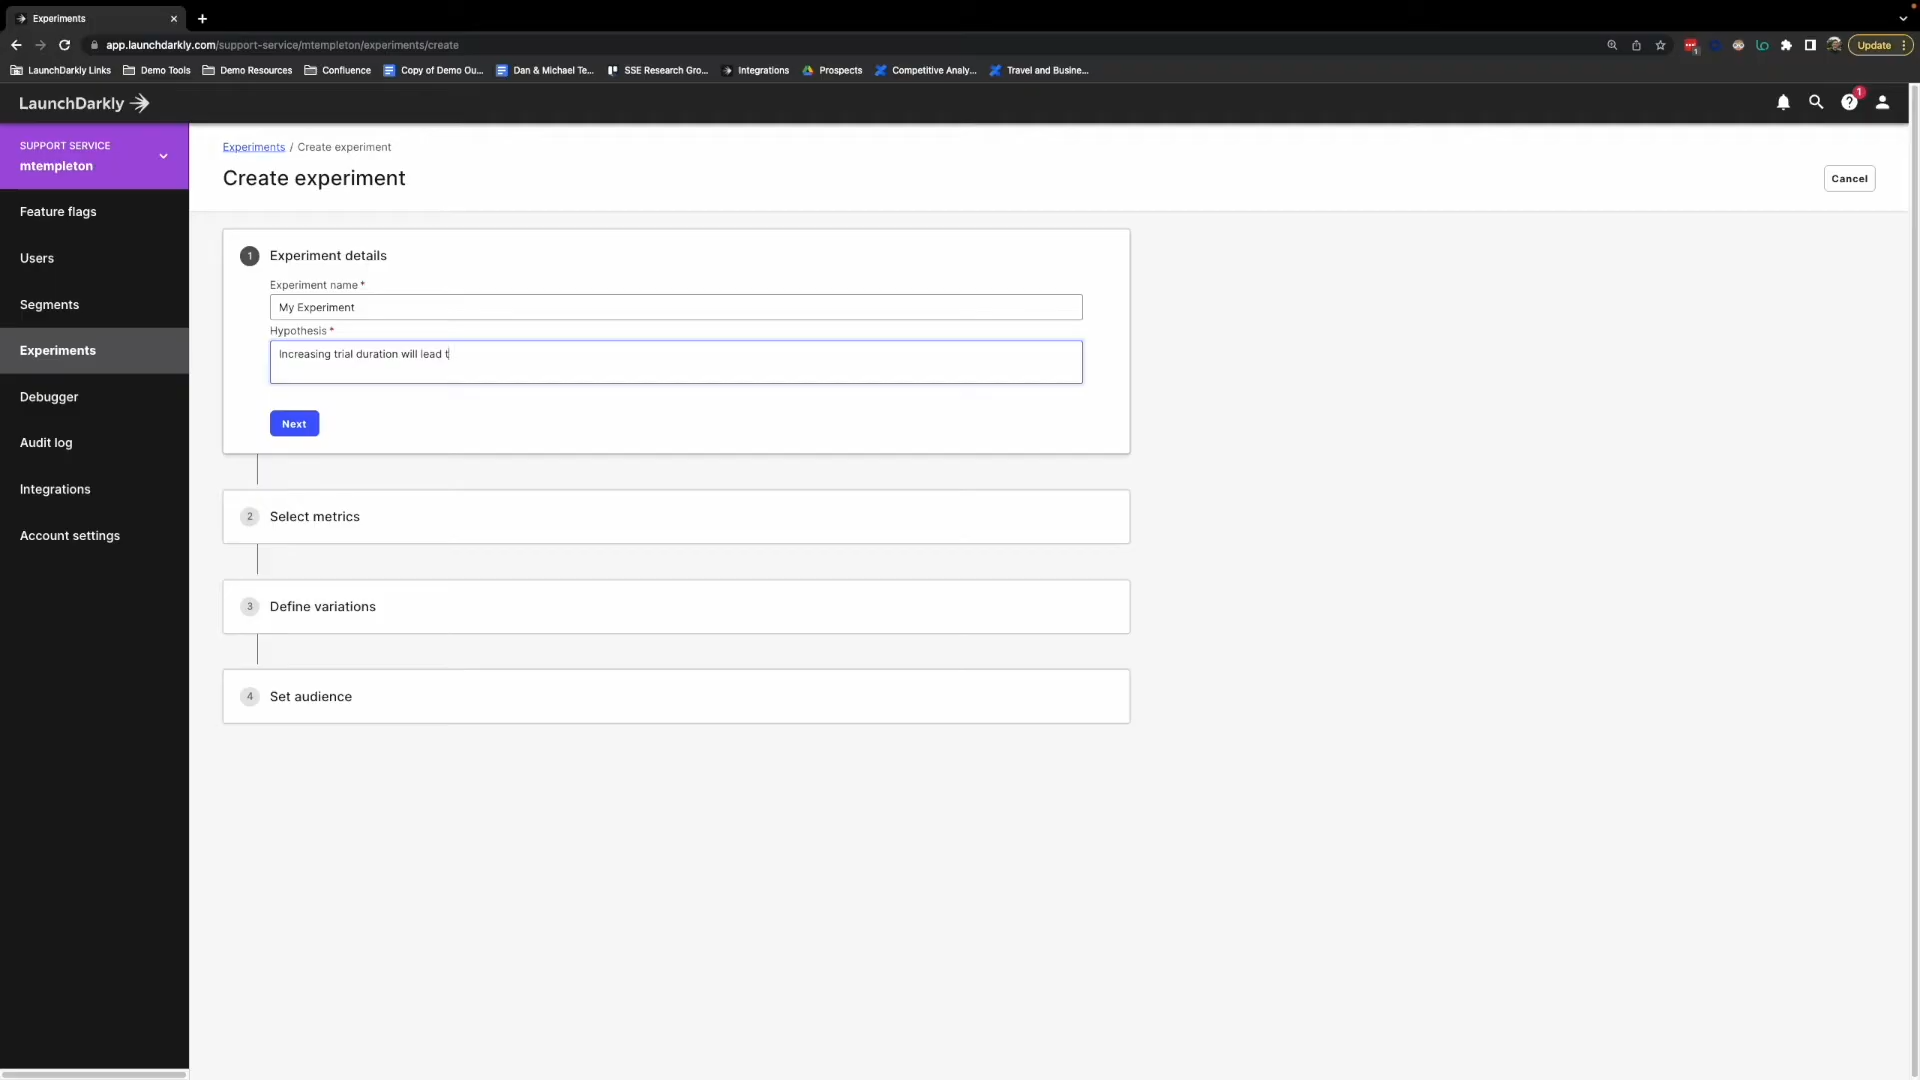 Experiments
app.launchdarkly.com/support-service/mtempleton/experiments/create
Update
LaunchDarkly Links
Demo Tools
Demo Resources
Confluence
Copy of Demo Ou...
Dan & Michael Te...
SSE Research Gro...
Integrations
Prospects
Competitive Analy...
Travel and Busine...
LaunchDarkly
1
SUPPORT SERVICE
mtempleton
Feature flags
Users
Segments
Experiments
Debugger
Audit log
Integrations
Account settings
Experiments / Create experiment
Create experiment
Cancel
1 Experiment details
Experiment name *
My Experiment
Hypothesis *
Increasing trial duration will lead t
Next
2 Select metrics
3 Define variations
4 Set audience